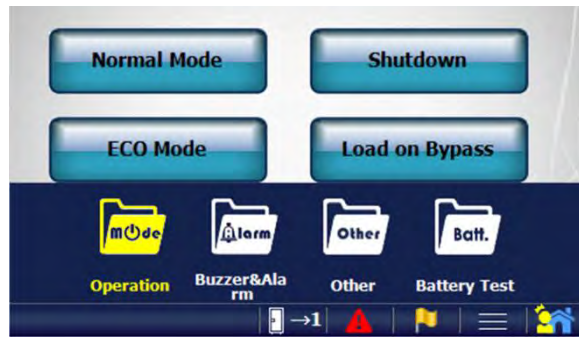 Normal Mode
Shutdown
ECO Mode
Load on Bypass
Mode
Alarm
Other
Batt.
Operation
Buzzer&Ala
rm
Other
Battery Test
→1